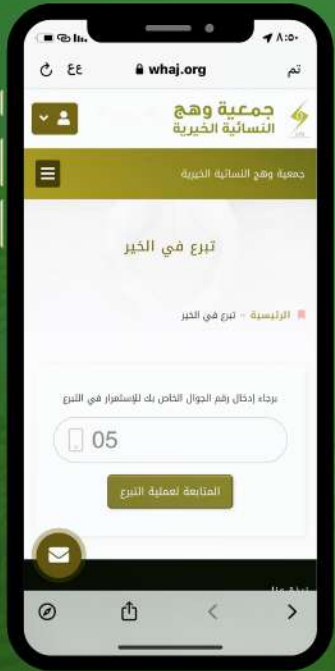 ٨:٥٠
عع
whaj.org
تم
جمعية وهج
النسائية الخيرية
جمعية وهج النسائية الخيرية
تبرع في الخير
الرئيسية - تبرع في الخير
برجاء إدخال رقم الجوال الخاص بك للإستمرار في التبرع
05
المتابعة لعملية التبرع